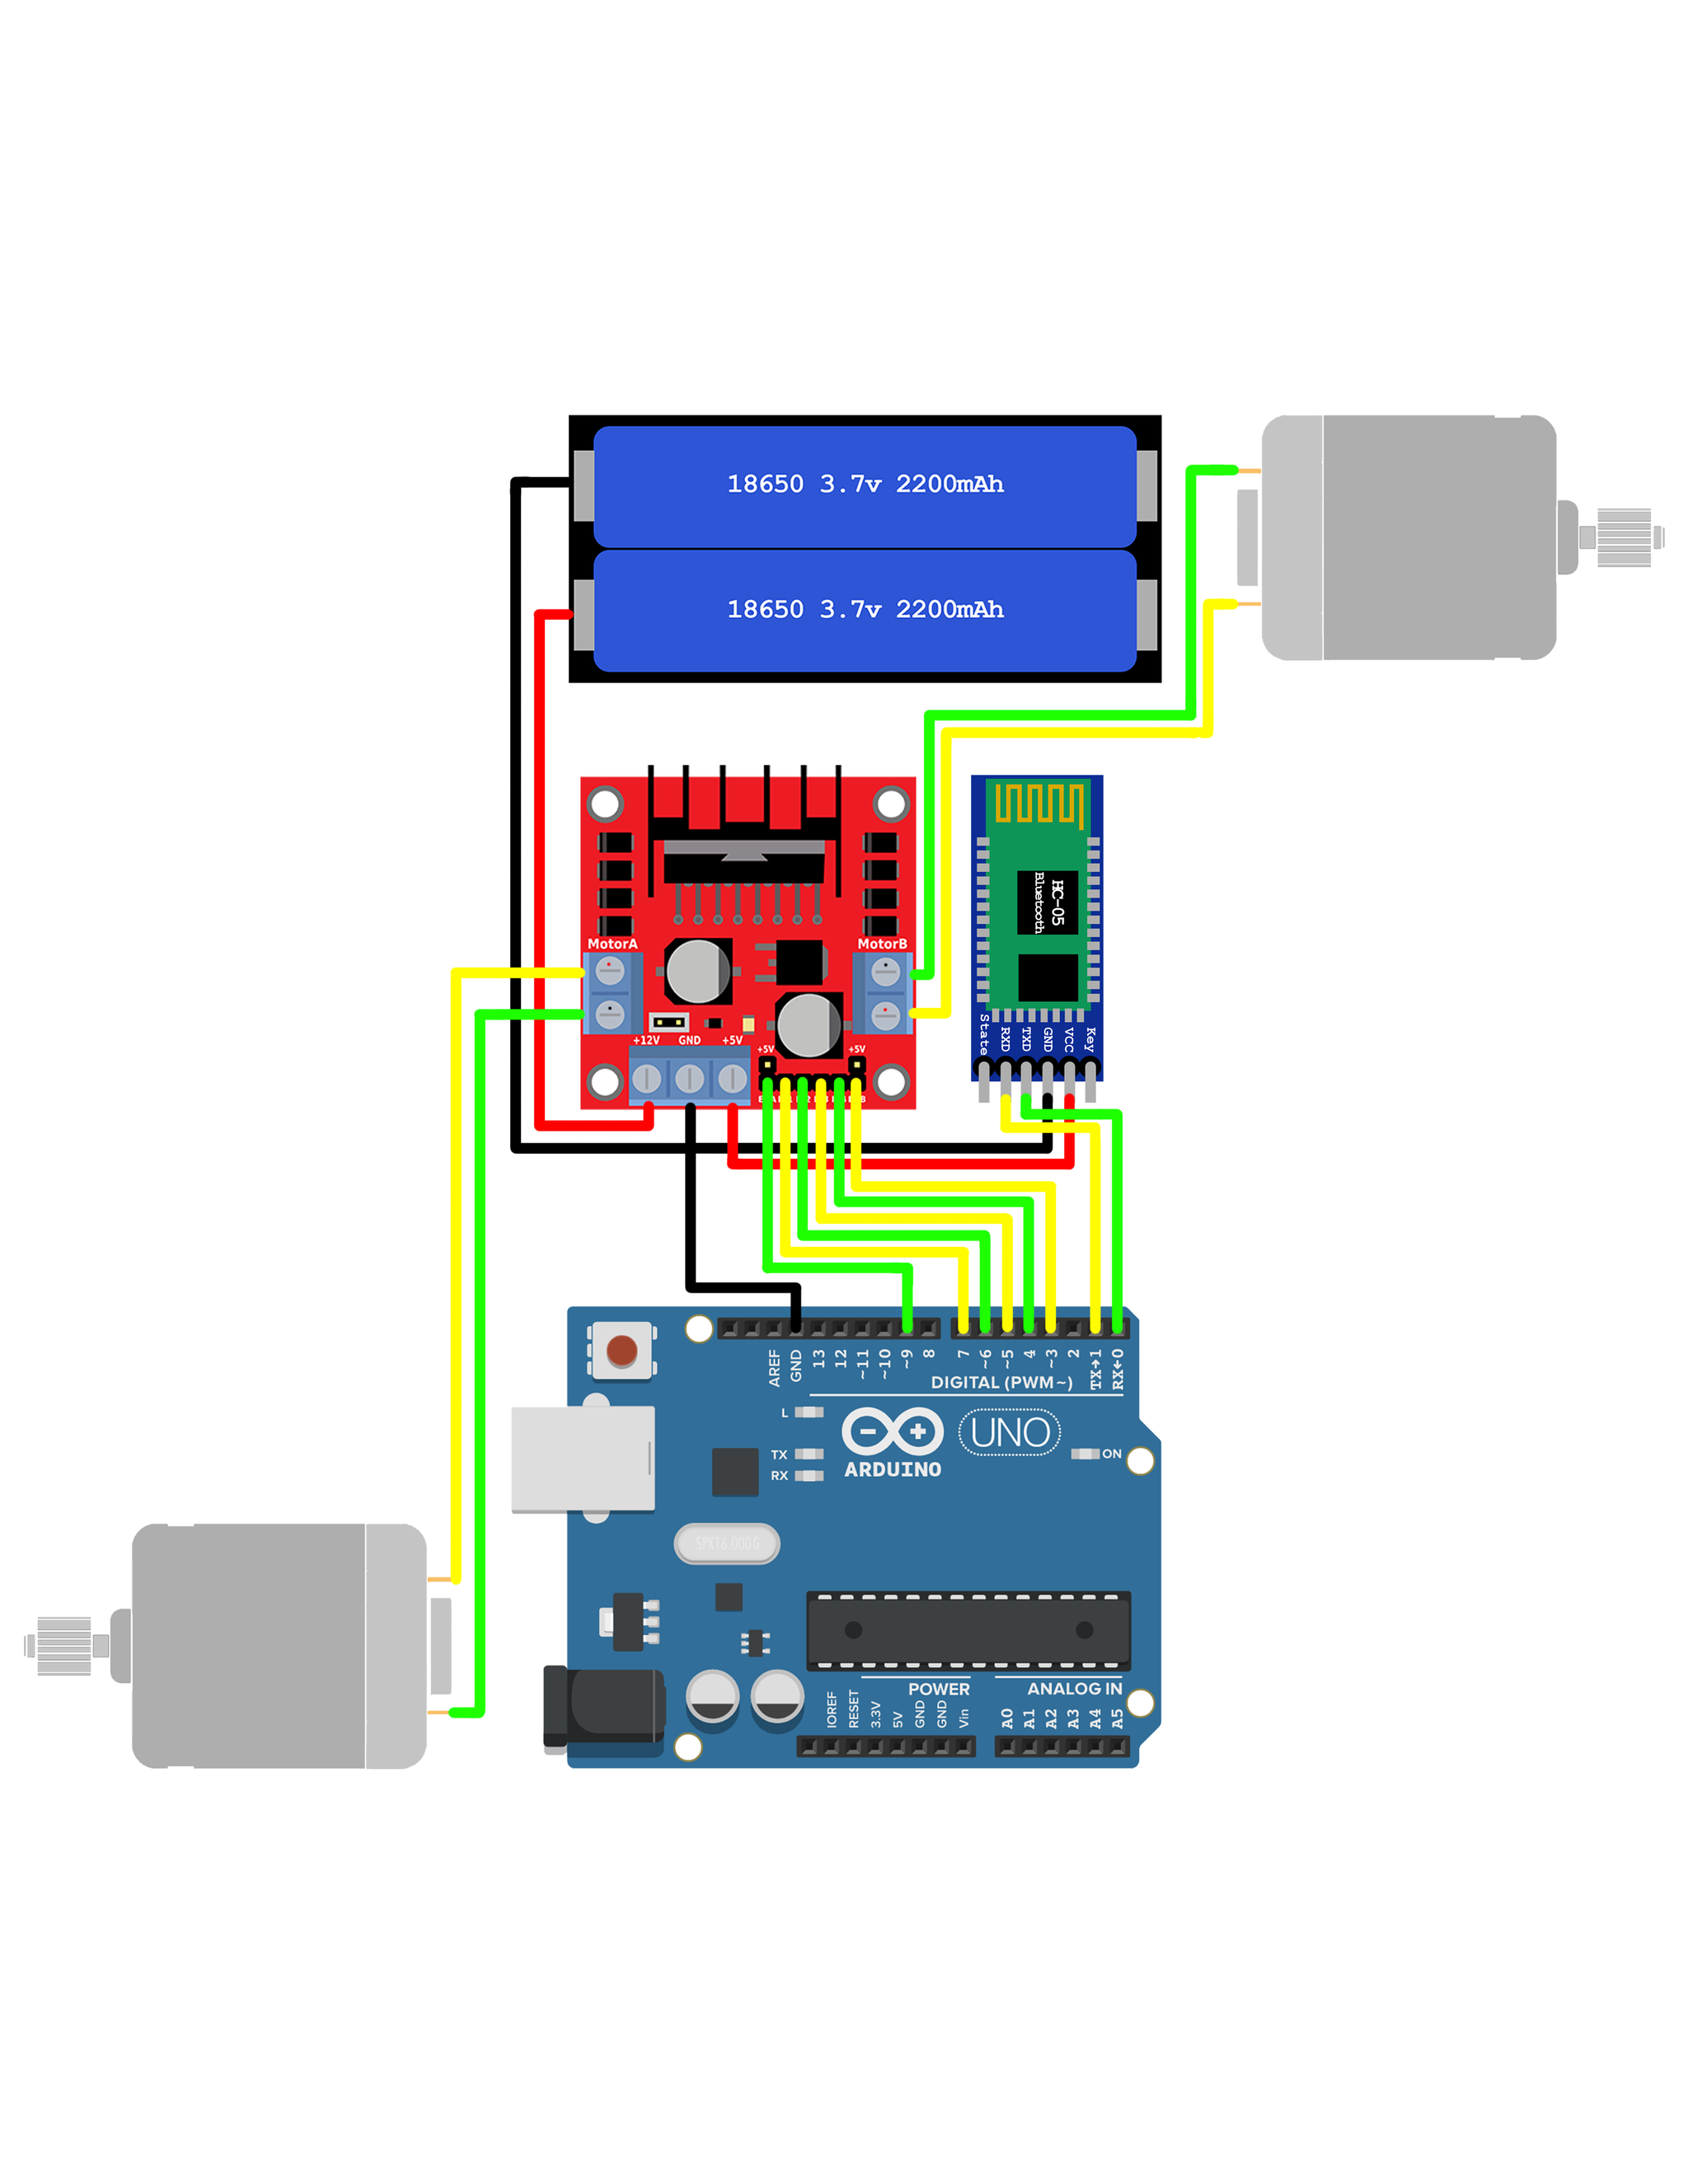 18650 3.7v 2200mAh
18650 3.7v 2200mAh
MotorA
MotorB
+12V
GND
+5V
+5V
+5V
HC-05
Bluetooth
State
RXD
TXD
GND
VCC
Key
AREF
GND
13
12
~11
~10
~9
8
7
~6
~5
4
~3
2
TX→1
RX←0
DIGITAL (PWM~)
L
TX
RX
ARDUINO
UNO
ON
SPK16.000G
POWER
ANALOG IN
IOREF
RESET
3.3V
5V
GND
GND
Vin
A0
A1
A2
A3
A4
A5